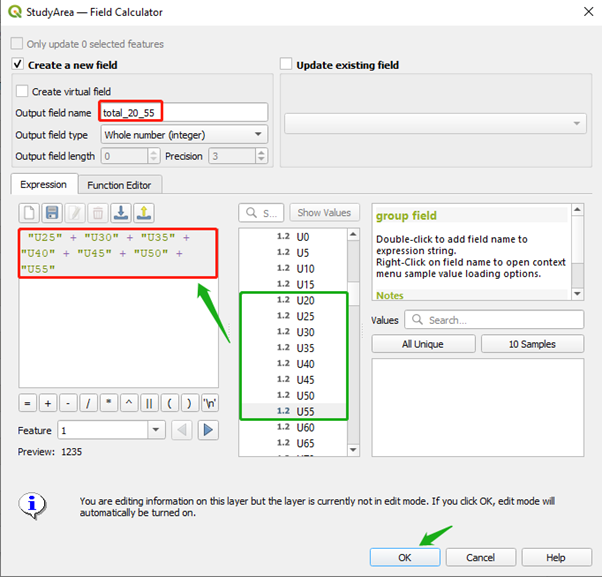 StudyArea — Field Calculator
Only update 0 selected features
Create a new field
Update existing field
Create virtual field
Output field name total_20_55
Output field type Whole number (integer)
Output field length 0 Precision 3
Expression Function Editor
S... Show Values
"U25" + "U30" + "U35" +
"U40" + "U45" + "U50" +
"U55"
1.2 U0
1.2 U5
1.2 U10
1.2 U15
1.2 U20
1.2 U25
1.2 U30
1.2 U35
1.2 U40
1.2 U45
1.2 U50
1.2 U55
1.2 U60
1.2 U65
group field
Double-click to add field name to
expression string.
Right-Click on field name to open context
menu sample value loading options.
Notes
Values Search...
All Unique 10 Samples
= + - / * ^ || ( ) '\n'
Feature 1
Preview: 1235
You are editing information on this layer but the layer is currently not in edit mode. If you click OK, edit mode will
automatically be turned on.
OK Cancel Help